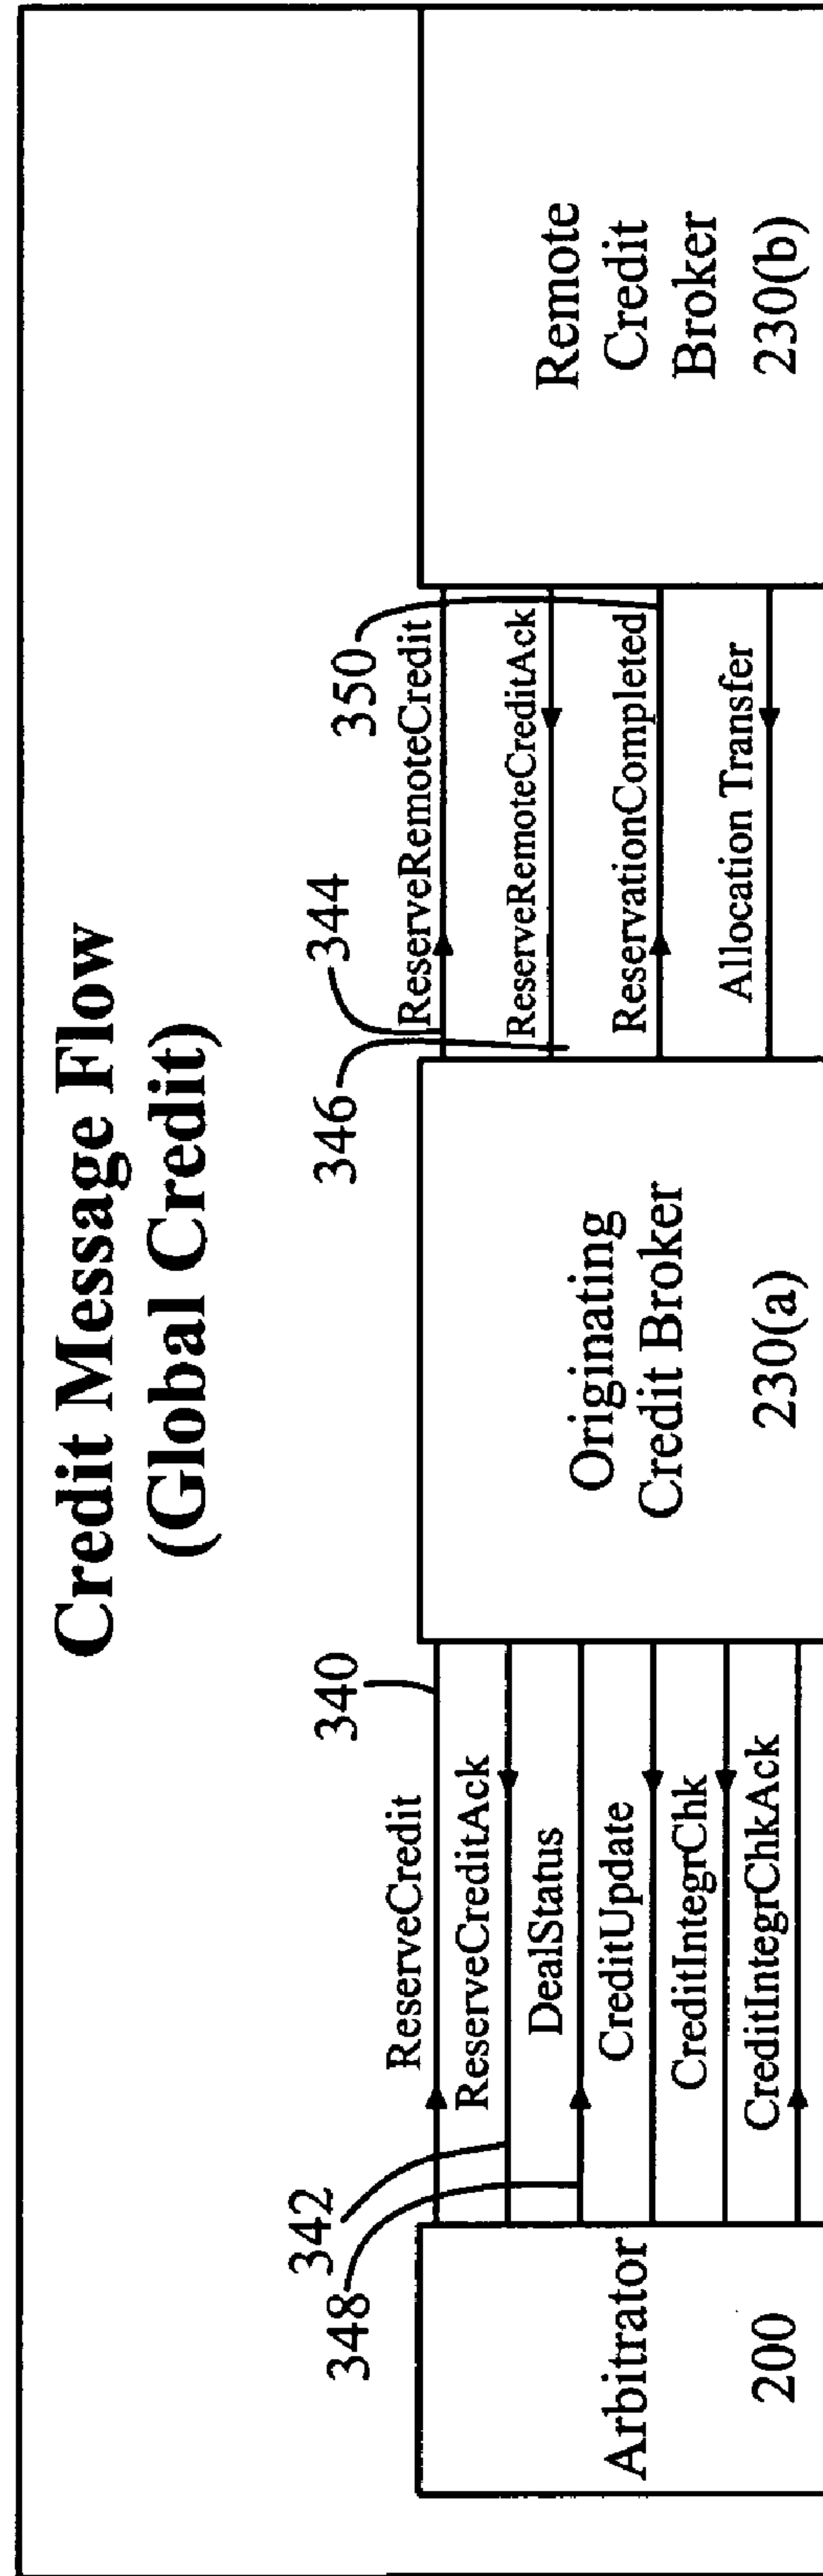 Credit Message Flow
(Global Credit)
Arbitrator
200
342
348
340
ReserveCredit
ReserveCreditAck
DealStatus
CreditUpdate
CreditIntegrChk
CreditIntegrChkAck
Originating
Credit Broker
230(a)
346
344
350
ReserveRemoteCredit
ReserveRemoteCreditAck
ReservationCompleted
Allocation Transfer
Remote
Credit
Broker
230(b)